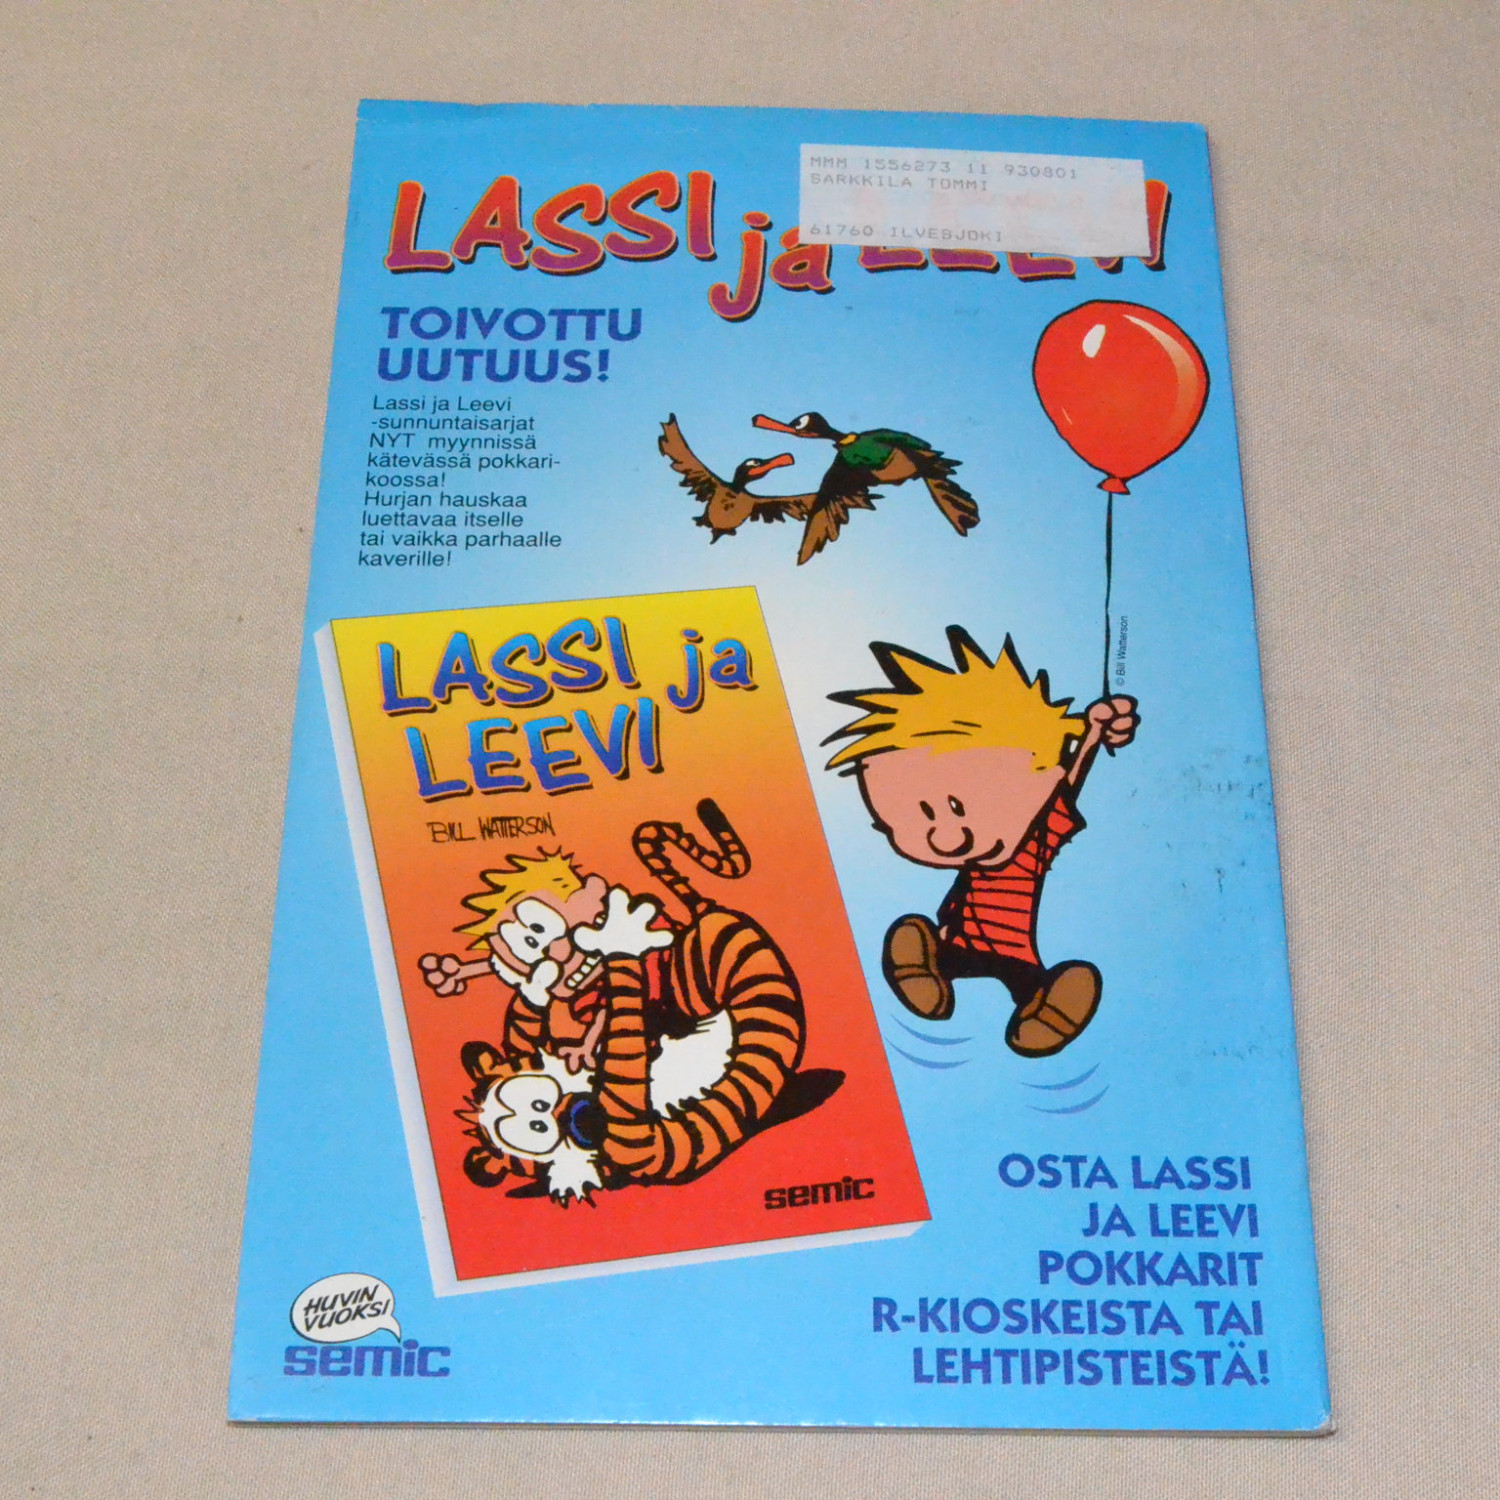 MMM 1556273 11 930801
SARKKILA TOMMI
61760 ILVESJOKI
LASSI ja LEEVI
TOIVOTTU
UUTUUS!
Lassi ja Leevi
-sunnuntaisarjat
NYT myynnissä
kätevässä pokkari-
koossa!
Hurjan hauskaa
luettavaa itselle
tai vaikka parhaalle
kaverille!
© Bill Watterson
LASSI ja
LEEVI
BILL WATTERSON
semic
OSTA LASSI
JA LEEVI
POKKARIT
R-KIOSKEISTA TAI
LEHTIPISTEISTÄ!
HUVIN
VUOKSI
semic